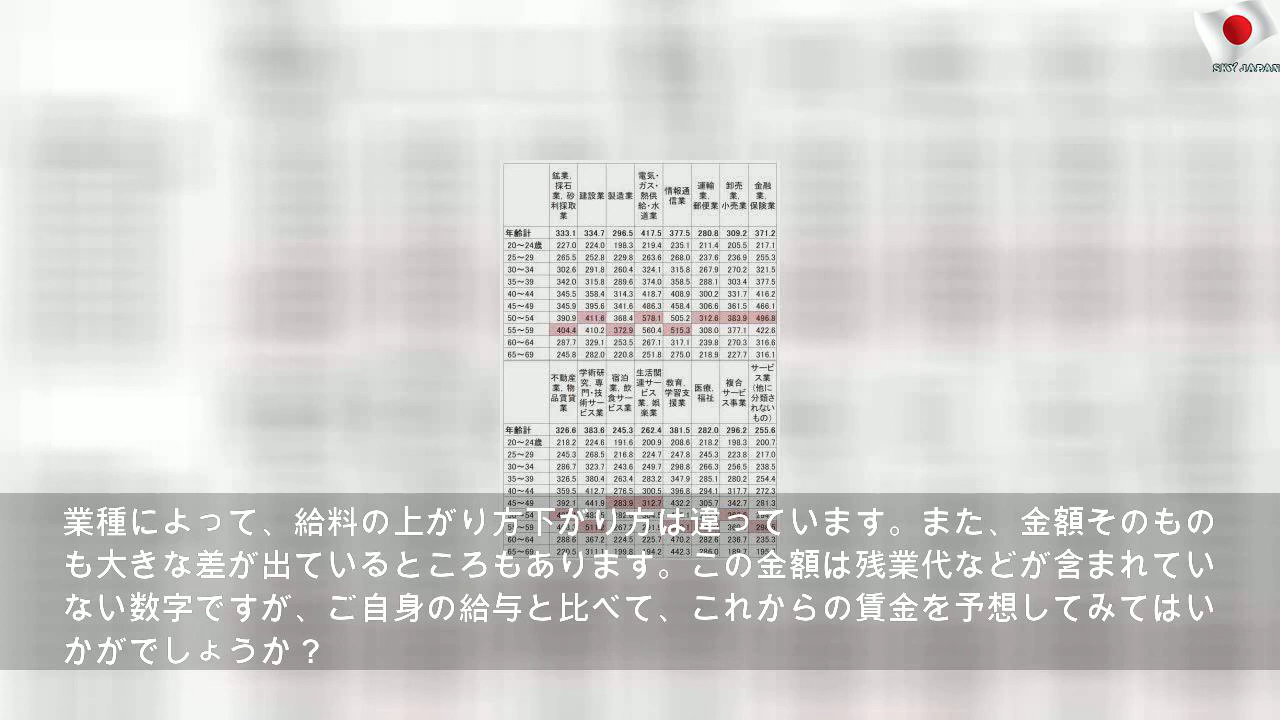 SKY JAPAN
鉱業、採石業、砂利採取業 建設業 製造業 電気・ガス・熱供給・水道業 情報通信業 運輸業、郵便業 卸売業、小売業 金融業、保険業
年齢計 333.1 334.7 296.5 417.5 377.5 280.8 309.2 371.2
20～24歳 227.0 224.0 198.3 219.4 235.1 211.4 205.5 217.1
25～29 265.5 252.8 229.8 263.6 268.0 237.6 236.9 255.3
30～34 302.6 291.8 260.4 324.1 315.8 267.9 270.2 321.5
35～39 342.0 315.8 289.6 374.0 358.5 288.1 303.4 377.5
40～44 345.5 358.4 314.3 418.7 408.9 300.2 331.7 416.2
45～49 345.9 395.6 341.6 486.3 458.4 306.6 361.5 466.1
50～54 390.9 411.6 368.4 578.1 505.2 312.6 383.9 496.8
55～59 404.4 410.2 372.9 560.4 515.3 308.0 377.1 422.6
60～64 287.7 329.1 253.5 267.1 317.1 239.8 270.3 316.6
65～69 245.8 282.0 220.8 251.8 275.0 218.9 227.7 316.1
不動産業、物品賃貸業 学術研究、専門・技術サービス業 宿泊業、飲食サービス業 生活関連サービス業、娯楽業 教育、学習支援業 医療、福祉 複合サービス事業 サービス業(他に分類されないもの)
年齢計 326.6 383.6 245.3 262.4 381.5 282.0 296.2 255.6
20～24歳 218.2 224.6 191.6 200.9 208.6 218.2 198.3 200.7
25～29 245.3 268.5 216.8 224.7 247.8 245.3 223.8 217.0
30～34 286.7 323.7 243.6 249.7 298.8 266.3 256.5 238.5
35～39 326.5 380.4 263.4 283.2 347.9 285.1 280.2 254.4
40～44 359.5 412.7 276.5 300.5 396.8 294.1 317.7 272.3
45～49 392.1 441.9 283.9 312.7 432.2 305.7 342.7 281.3
60～64 288.6 367.2 224.5 225.7 470.2 282.6 236.7 235.3
業種によって、給料の上がり方下がり方は違っています。また、金額そのもの
も大きな差が出ているところもあります。この金額は残業代などが含まれてい
ない数字ですが、ご自身の給与と比べて、これからの賃金を予想してみてはい
かがでしょうか？